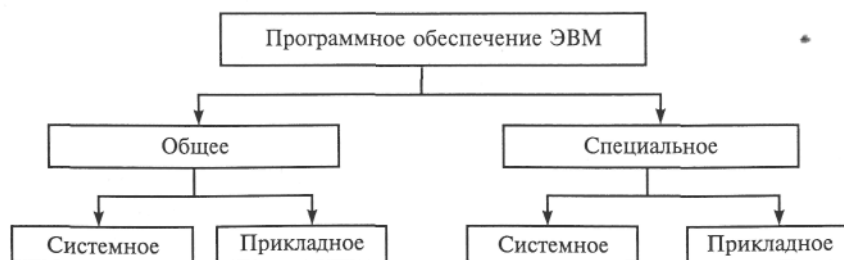 Программное обеспечение ЭВМ
Общее
Специальное
Системное
Прикладное
Системное
Прикладное